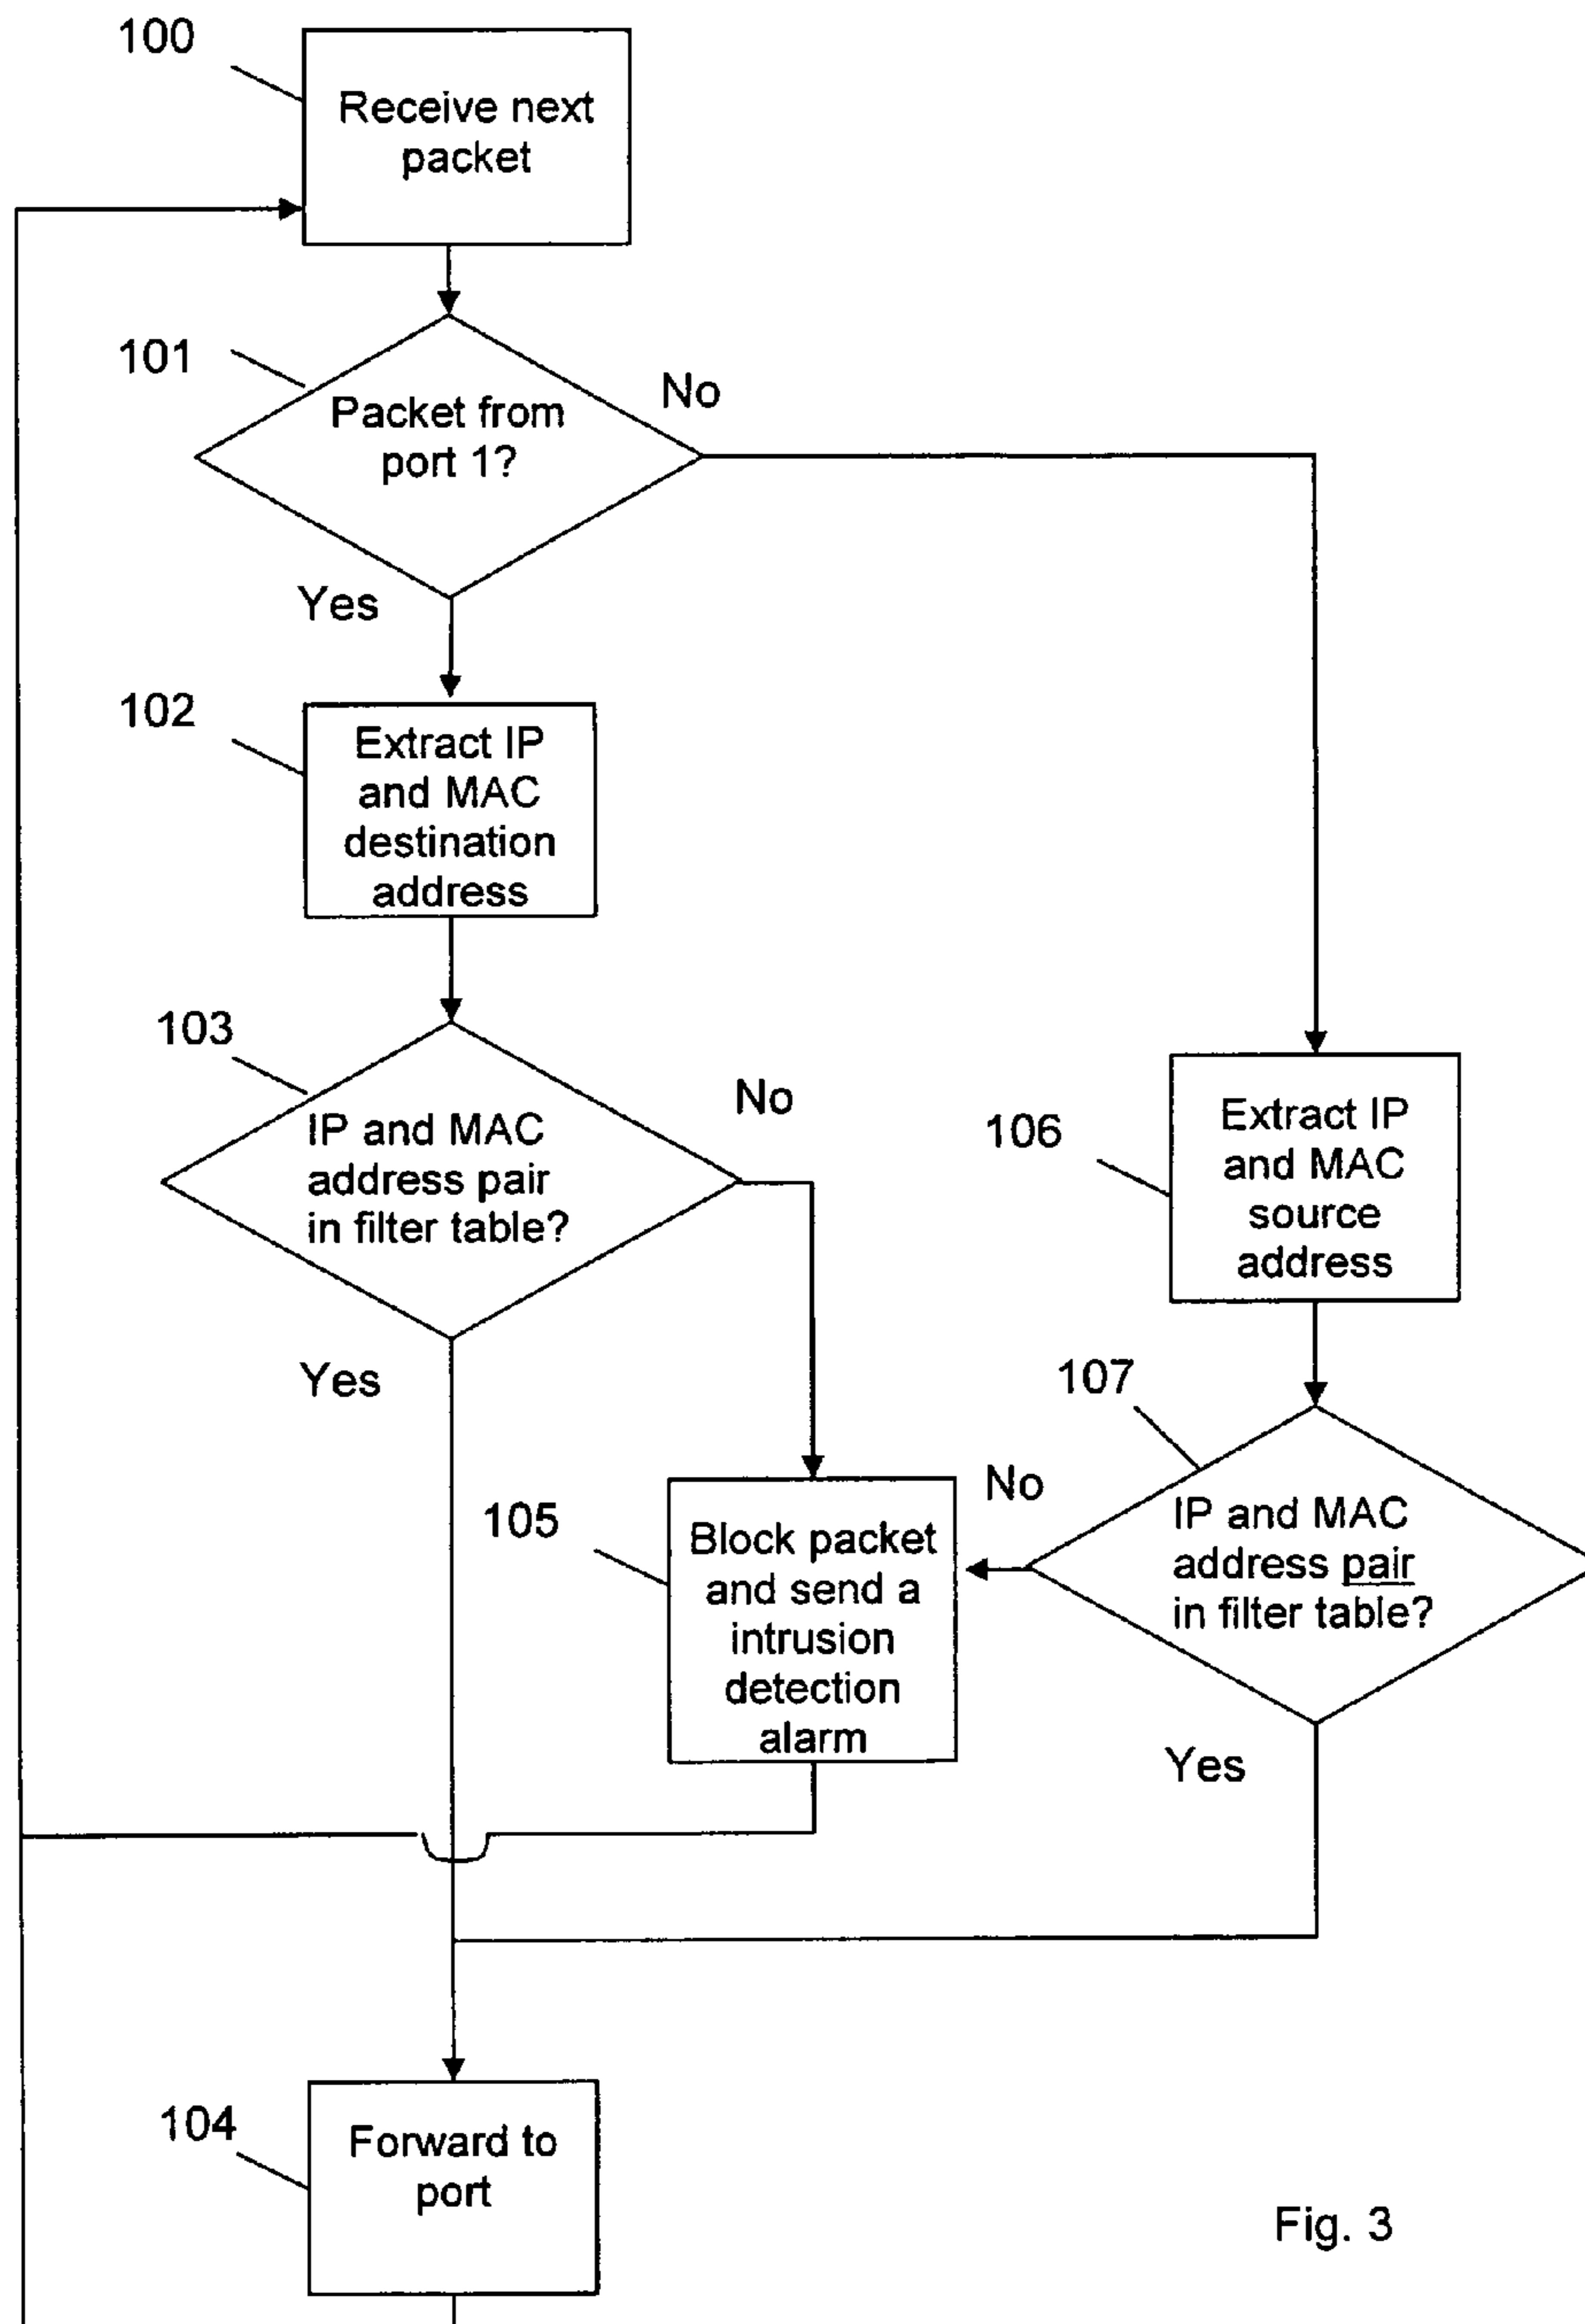 100
Receive next
packet
101
Packet from
port 1?
No
Yes
102
Extract IP
and MAC
destination
address
103
IP and MAC
address pair
in filter table?
No
Yes
106
Extract IP
and MAC
source
address
107
IP and MAC
address pair
in filter table?
No
Yes
105
Block packet
and send a
intrusion
detection
alarm
104
Forward to
port
Fig. 3